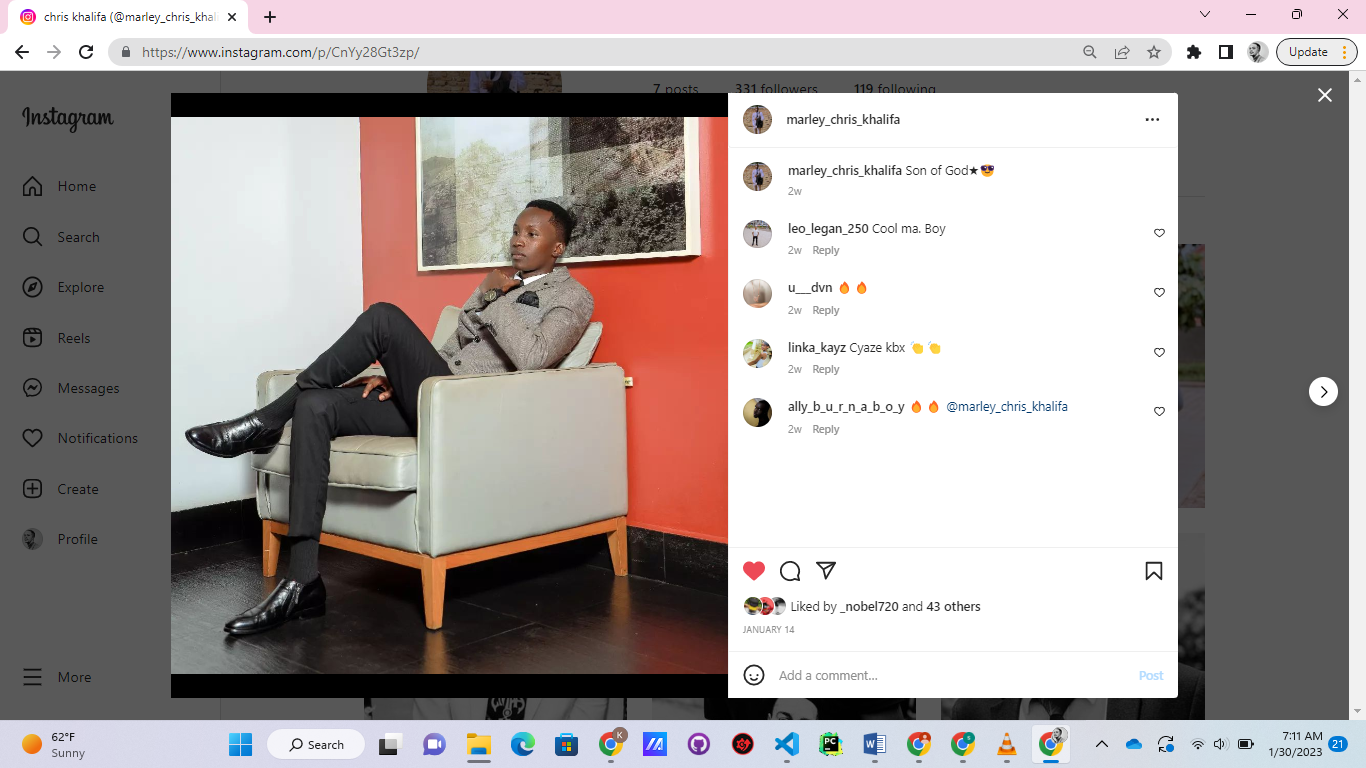 chris khalifa (@marley_chris_khali
https://www.instagram.com/p/CnYy28Gt3zp/
Update
7 posts 331 followers 119 following
Instagram
Home
Search
Explore
Reels
Messages
Notifications
Create
Profile
More
marley_chris_khalifa
marley_chris_khalifa Son of God★😎
2w
leo_legan_250 Cool ma. Boy
2w Reply
u___dvn 🔥🔥
2w Reply
linka_kayz Cyaze kbx 👏👏
2w Reply
ally_b_u_r_n_a_b_o_y 🔥🔥 @marley_chris_khalifa
2w Reply
Liked by _nobel720 and 43 others
JANUARY 14
Add a comment...
Post
62°F
Sunny
Search
K
PC
W
S
7:11 AM
1/30/2023
21